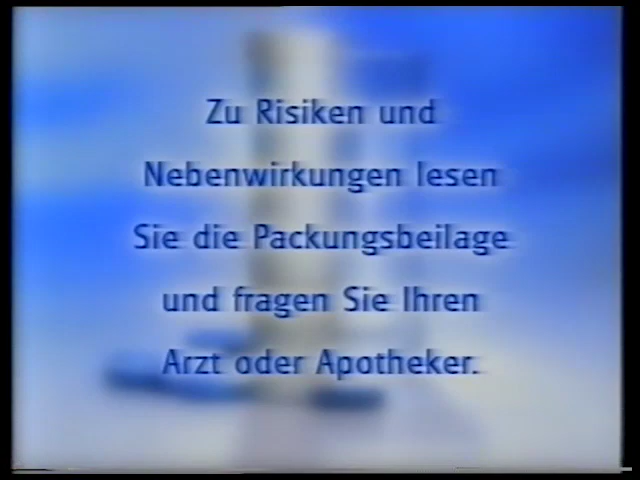 Zu Risiken und
Nebenwirkungen lesen
Sie die Packungsbeilage
und fragen Sie Ihren
Arzt oder Apotheker.